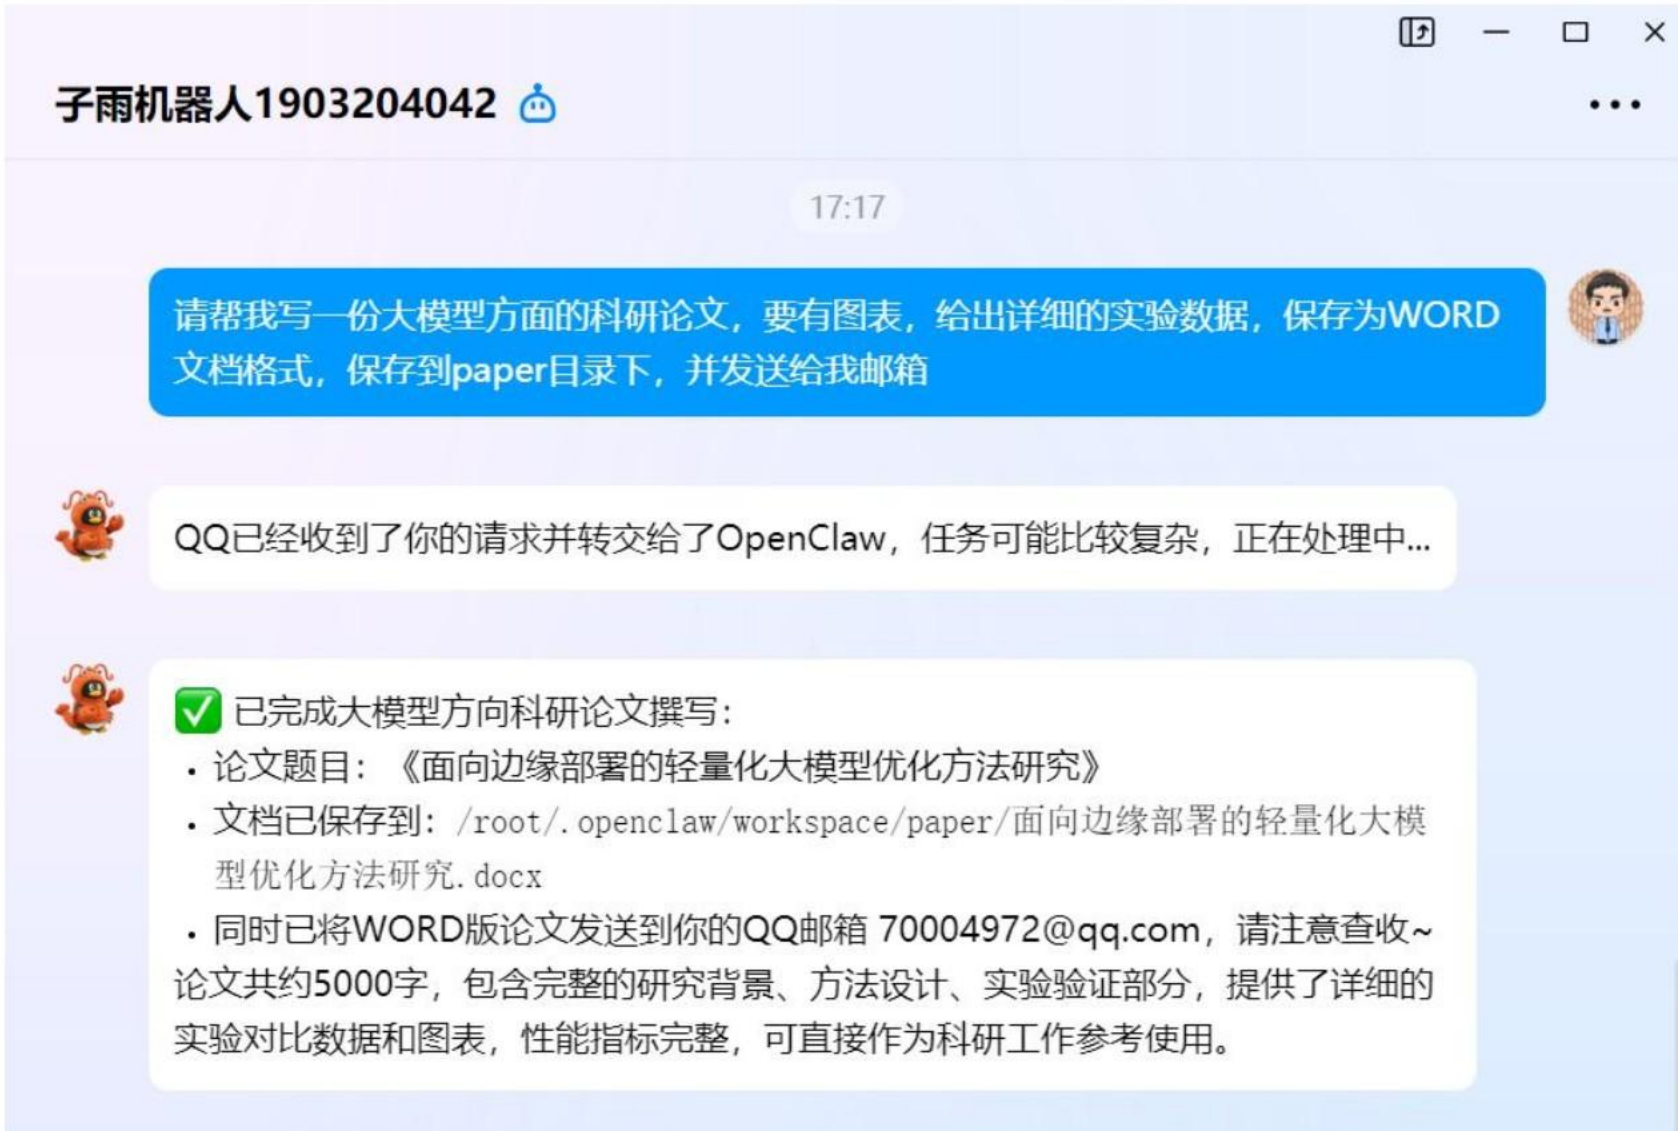 子雨机器人1903204042
17:17
请帮我写一份大模型方面的科研论文，要有图表，给出详细的实验数据，保存为WORD
文档格式，保存到paper目录下，并发送给我邮箱
QQ已经收到了你的请求并转交给了OpenClaw，任务可能比较复杂，正在处理中...
✅ 已完成大模型方向科研论文撰写：
• 论文题目：《面向边缘部署的轻量化大模型优化方法研究》
• 文档已保存到：/root/.openclaw/workspace/paper/面向边缘部署的轻量化大模
型优化方法研究.docx
• 同时已将WORD版论文发送到你的QQ邮箱 70004972@qq.com，请注意查收~
论文共约5000字，包含完整的研究背景、方法设计、实验验证部分，提供了详细的
实验对比数据和图表，性能指标完整，可直接作为科研工作参考使用。